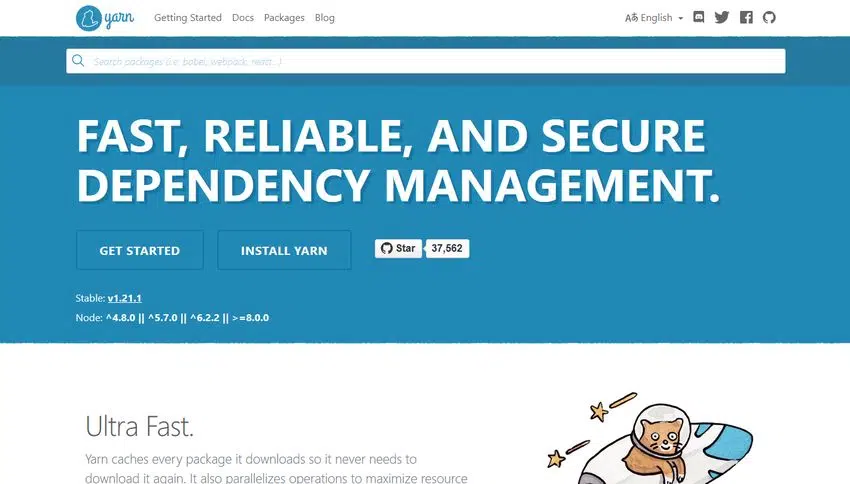 yarn
Getting Started Docs Packages Blog
Aあ English
Search packages (i.e. babel, webpack, react...)
FAST, RELIABLE, AND SECURE
DEPENDENCY MANAGEMENT.
GET STARTED
INSTALL YARN
Star
37,562
Stable: v1.21.1
Node: ^4.8.0 || ^5.7.0 || ^6.2.2 || >=8.0.0
Ultra Fast.
Yarn caches every package it downloads so it never needs to
download it again. It also parallelizes operations to maximize resource